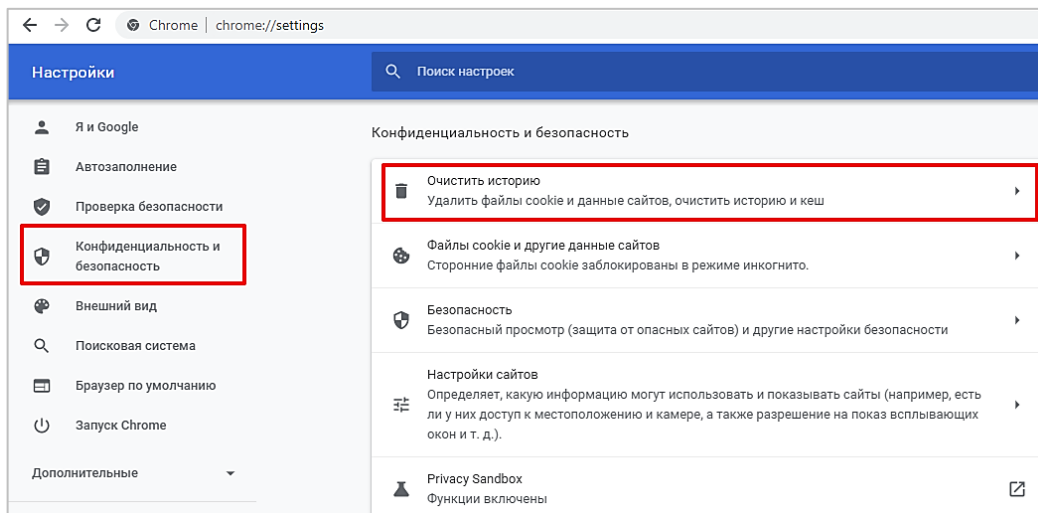 Chrome | chrome://settings
Настройки
Поиск настроек
Я и Google
Автозаполнение
Проверка безопасности
Конфиденциальность и
безопасность
Внешний вид
Поисковая система
Браузер по умолчанию
Запуск Chrome
Дополнительные
Конфиденциальность и безопасность
Очистить историю
Удалить файлы cookie и данные сайтов, очистить историю и кеш
Файлы cookie и другие данные сайтов
Сторонние файлы cookie заблокированы в режиме инкогнито.
Безопасность
Безопасный просмотр (защита от опасных сайтов) и другие настройки безопасности
Настройки сайтов
Определяет, какую информацию могут использовать и показывать сайты (например, есть
ли у них доступ к местоположению и камере, а также разрешение на показ всплывающих
окон и т. д.).
Privacy Sandbox
Функции включены